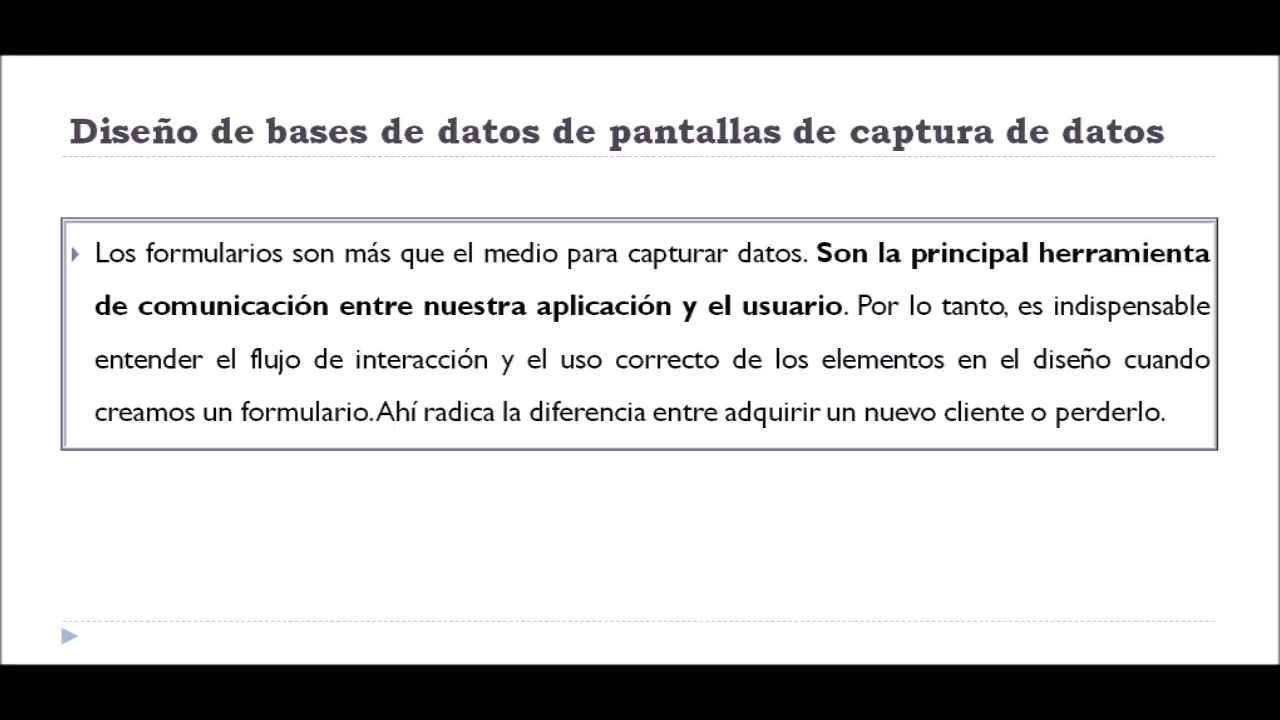 Diseño de bases de datos de pantallas de captura de datos
Los formularios son más que el medio para capturar datos. Son la principal herramienta
de comunicación entre nuestra aplicación y el usuario. Por lo tanto, es indispensable
entender el flujo de interacción y el uso correcto de los elementos en el diseño cuando
creamos un formulario. Ahí radica la diferencia entre adquirir un nuevo cliente o perderlo.